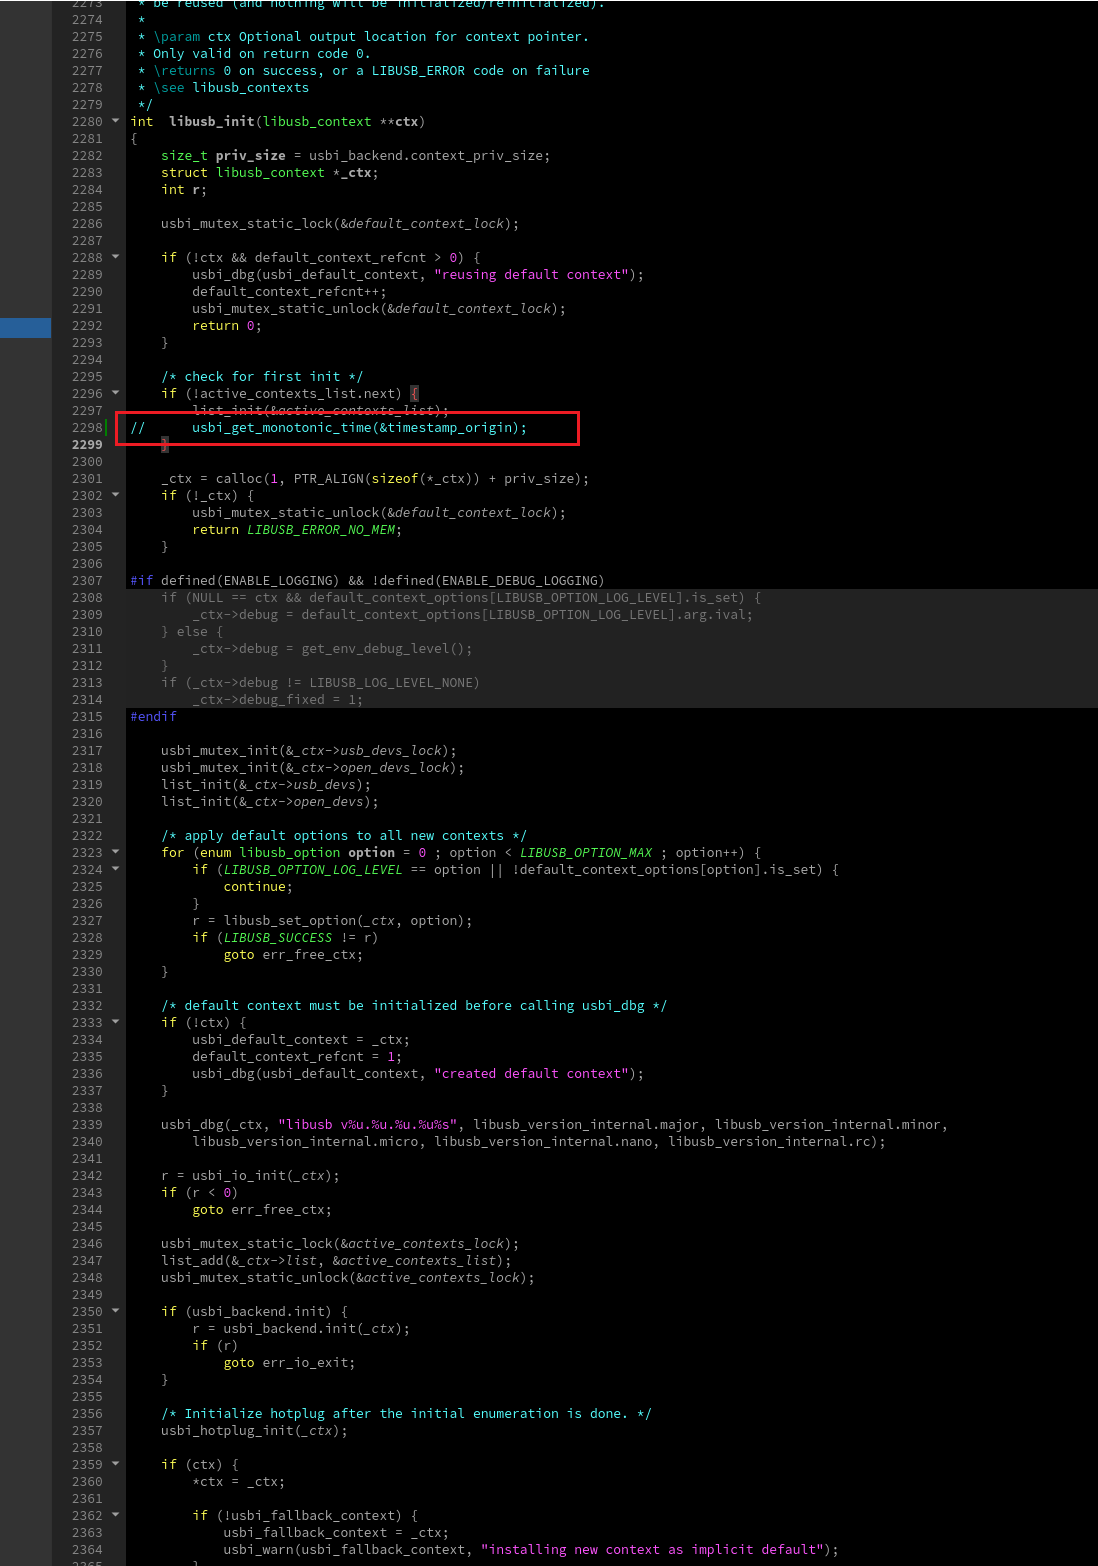 2273  * be reused (and nothing will be initialized/reinitialized).
2274  *
2275  * \param ctx Optional output location for context pointer.
2276  * Only valid on return code 0.
2277  * \returns 0 on success, or a LIBUSB_ERROR code on failure
2278  * \see libusb_contexts
2279  */
2280 int  libusb_init(libusb_context **ctx)
2281 {
2282     size_t priv_size = usbi_backend.context_priv_size;
2283     struct libusb_context *_ctx;
2284     int r;
2285
2286     usbi_mutex_static_lock(&default_context_lock);
2287
2288     if (!ctx && default_context_refcnt > 0) {
2289         usbi_dbg(usbi_default_context, "reusing default context");
2290         default_context_refcnt++;
2291         usbi_mutex_static_unlock(&default_context_lock);
2292         return 0;
2293     }
2294
2295     /* check for first init */
2296     if (!active_contexts_list.next) {
2297         list_init(&active_contexts_list);
2298 //      usbi_get_monotonic_time(&timestamp_origin);
2299     }
2300
2301     _ctx = calloc(1, PTR_ALIGN(sizeof(*_ctx)) + priv_size);
2302     if (!_ctx) {
2303         usbi_mutex_static_unlock(&default_context_lock);
2304         return LIBUSB_ERROR_NO_MEM;
2305     }
2306
2307 #if defined(ENABLE_LOGGING) && !defined(ENABLE_DEBUG_LOGGING)
2308     if (NULL == ctx && default_context_options[LIBUSB_OPTION_LOG_LEVEL].is_set) {
2309         _ctx->debug = default_context_options[LIBUSB_OPTION_LOG_LEVEL].arg.ival;
2310     } else {
2311         _ctx->debug = get_env_debug_level();
2312     }
2313     if (_ctx->debug != LIBUSB_LOG_LEVEL_NONE)
2314         _ctx->debug_fixed = 1;
2315 #endif
2316
2317     usbi_mutex_init(&_ctx->usb_devs_lock);
2318     usbi_mutex_init(&_ctx->open_devs_lock);
2319     list_init(&_ctx->usb_devs);
2320     list_init(&_ctx->open_devs);
2321
2322     /* apply default options to all new contexts */
2323     for (enum libusb_option option = 0 ; option < LIBUSB_OPTION_MAX ; option++) {
2324         if (LIBUSB_OPTION_LOG_LEVEL == option || !default_context_options[option].is_set) {
2325             continue;
2326         }
2327         r = libusb_set_option(_ctx, option);
2328         if (LIBUSB_SUCCESS != r)
2329             goto err_free_ctx;
2330     }
2331
2332     /* default context must be initialized before calling usbi_dbg */
2333     if (!ctx) {
2334         usbi_default_context = _ctx;
2335         default_context_refcnt = 1;
2336         usbi_dbg(usbi_default_context, "created default context");
2337     }
2338
2339     usbi_dbg(_ctx, "libusb v%u.%u.%u.%u%s", libusb_version_internal.major, libusb_version_internal.minor,
2340         libusb_version_internal.micro, libusb_version_internal.nano, libusb_version_internal.rc);
2341
2342     r = usbi_io_init(_ctx);
2343     if (r < 0)
2344         goto err_free_ctx;
2345
2346     usbi_mutex_static_lock(&active_contexts_lock);
2347     list_add(&_ctx->list, &active_contexts_list);
2348     usbi_mutex_static_unlock(&active_contexts_lock);
2349
2350     if (usbi_backend.init) {
2351         r = usbi_backend.init(_ctx);
2352         if (r)
2353             goto err_io_exit;
2354     }
2355
2356     /* Initialize hotplug after the initial enumeration is done. */
2357     usbi_hotplug_init(_ctx);
2358
2359     if (ctx) {
2360         *ctx = _ctx;
2361
2362         if (!usbi_fallback_context) {
2363             usbi_fallback_context = _ctx;
2364             usbi_warn(usbi_fallback_context, "installing new context as implicit default");
2365         }